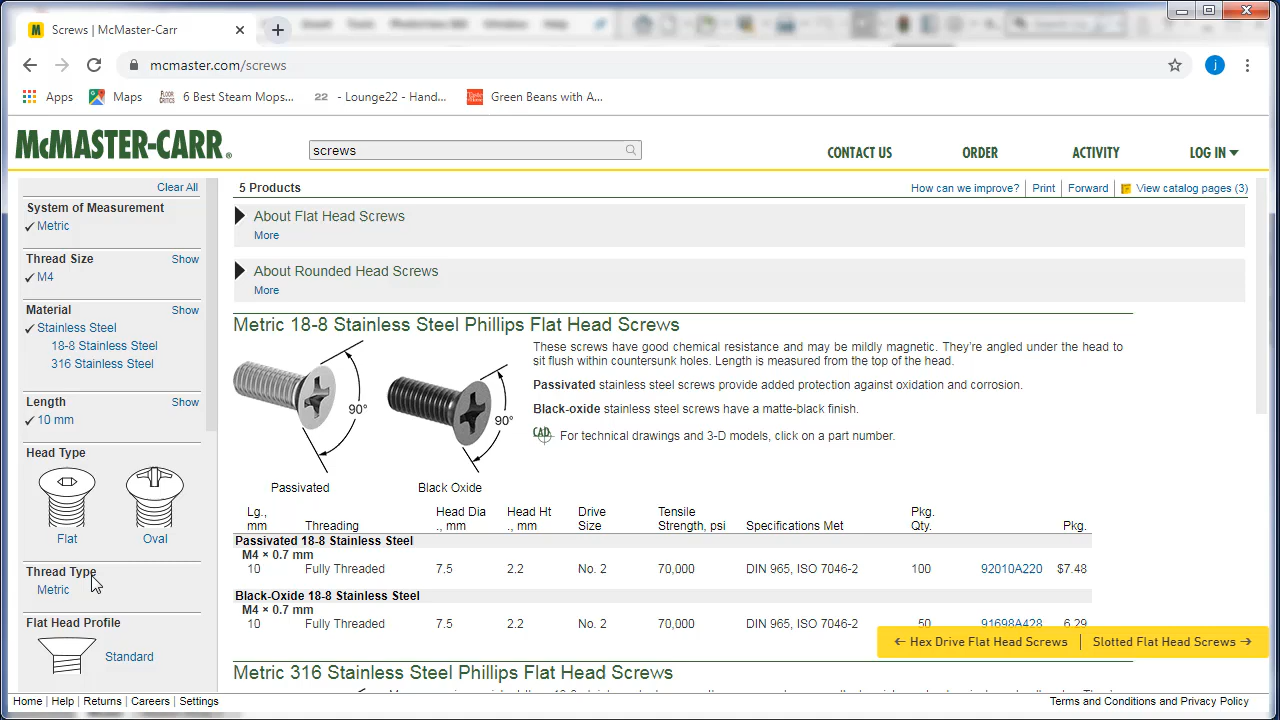 Screws | McMaster-Carr
mcmaster.com/screws
j
Apps
Maps
6 Best Steam Mops...
22 - Lounge22 - Hand...
Green Beans with A...
McMASTER-CARR®
screws
CONTACT US
ORDER
ACTIVITY
LOG IN
Clear All
System of Measurement
Metric
Thread Size Show
M4
Material Show
Stainless Steel
18-8 Stainless Steel
316 Stainless Steel
Length Show
10 mm
Head Type
Flat Oval
Thread Type
Metric
Flat Head Profile
Standard
5 Products
How can we improve? Print Forward View catalog pages (3)
About Flat Head Screws
More
About Rounded Head Screws
More
Metric 18-8 Stainless Steel Phillips Flat Head Screws
90°
90°
Passivated Black Oxide
These screws have good chemical resistance and may be mildly magnetic. They're angled under the head to
sit flush within countersunk holes. Length is measured from the top of the head.
Passivated stainless steel screws provide added protection against oxidation and corrosion.
Black-oxide stainless steel screws have a matte-black finish.
CAD For technical drawings and 3-D models, click on a part number.
Lg., mm Threading Head Dia., mm Head Ht., mm Drive Size Tensile Strength, psi Specifications Met Pkg. Qty. Pkg.
Passivated 18-8 Stainless Steel
M4 × 0.7 mm
10 Fully Threaded 7.5 2.2 No. 2 70,000 DIN 965, ISO 7046-2 100 92010A220 $7.48
Black-Oxide 18-8 Stainless Steel
M4 × 0.7 mm
10 Fully Threaded 7.5 2.2 No. 2 70,000 DIN 965, ISO 7046-2 50 91698A428 6.29
← Hex Drive Flat Head Screws | Slotted Flat Head Screws →
Metric 316 Stainless Steel Phillips Flat Head Screws
Home | Help | Returns | Careers | Settings
Terms and Conditions and Privacy Policy